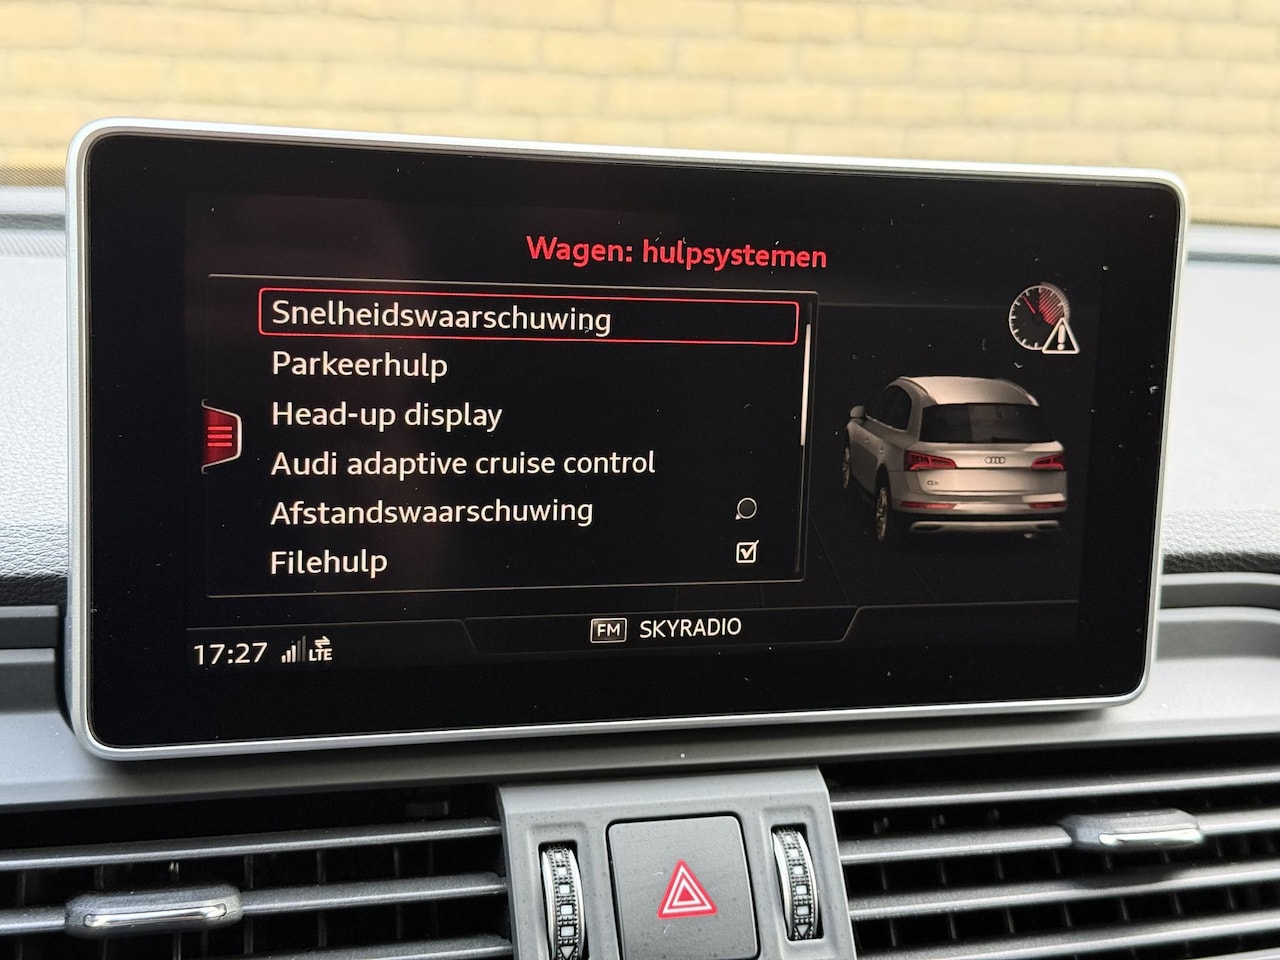 Wagen: hulpsystemen
Snelheidswaarschuwing
Parkeerhulp
Head-up display
Audi adaptive cruise control
Afstandswaarschuwing
Filehulp
FM SKYRADIO
17:27 LTE